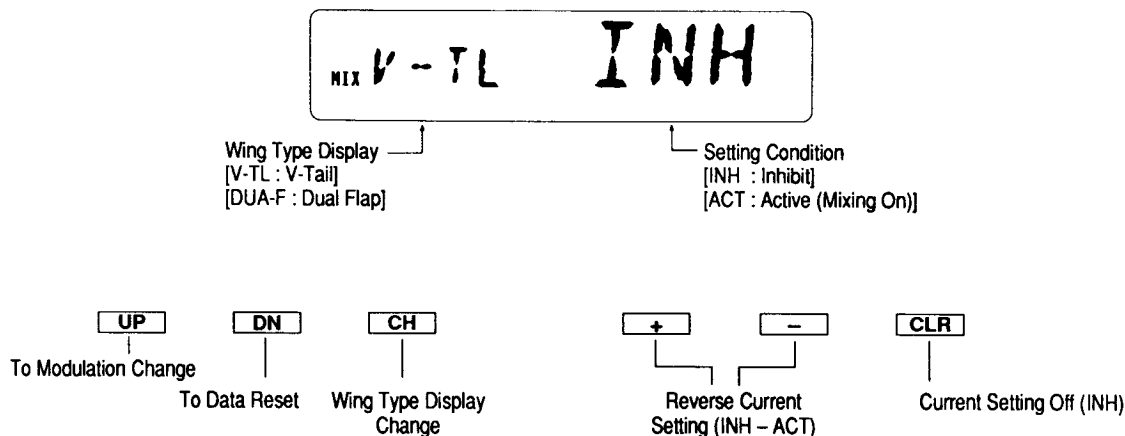 MIX V-TL INH
Wing Type Display
[V-TL : V-Tail]
[DUA-F : Dual Flap]
Setting Condition
[INH : Inhibit]
[ACT : Active (Mixing On)]
UP DN CH + – CLR
To Modulation Change
To Data Reset
Wing Type Display
Change
Reverse Current
Setting (INH – ACT)
Current Setting Off (INH)